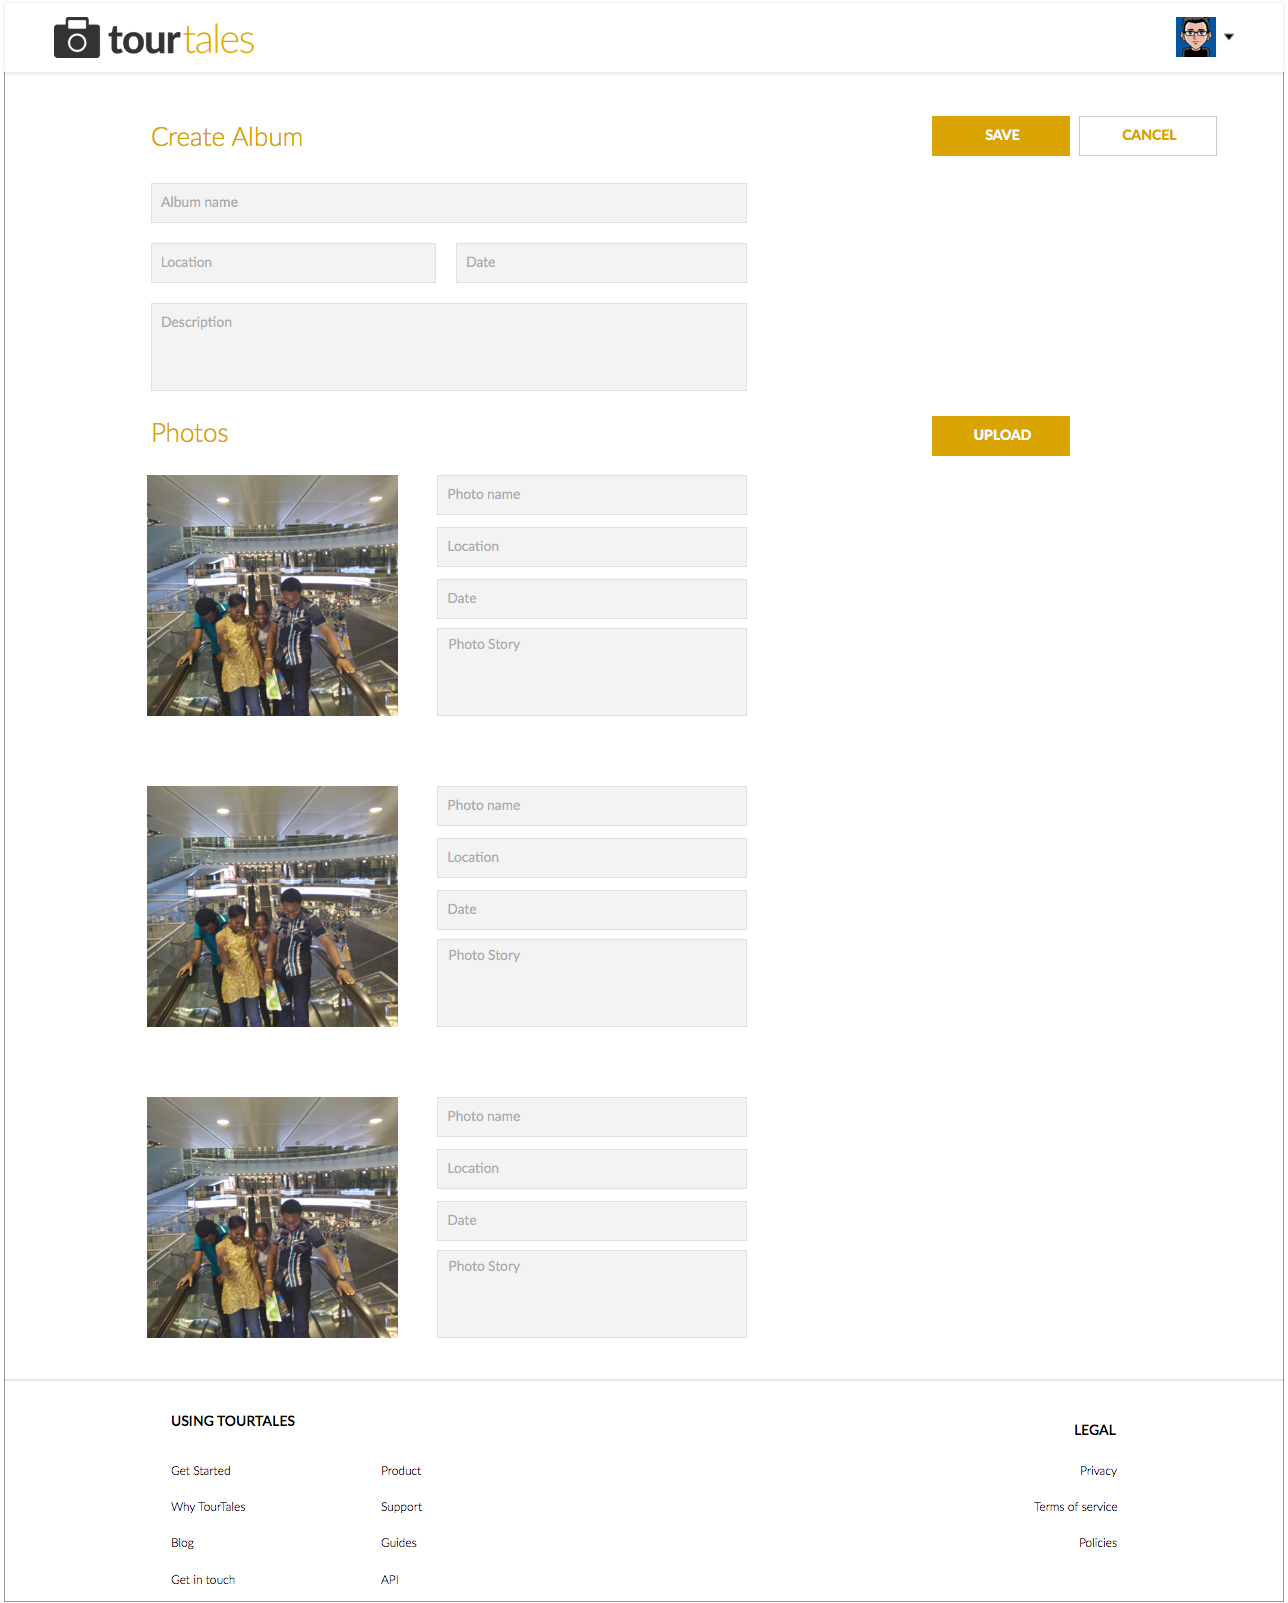 tourtales
Create Album
SAVE
CANCEL
Album name
Location
Date
Description
Photos
UPLOAD
Photo name
Location
Date
Photo Story
Photo name
Location
Date
Photo Story
Photo name
Location
Date
Photo Story
USING TOURTALES
Get Started
Why TourTales
Blog
Get in touch
Product
Support
Guides
API
LEGAL
Privacy
Terms of service
Policies